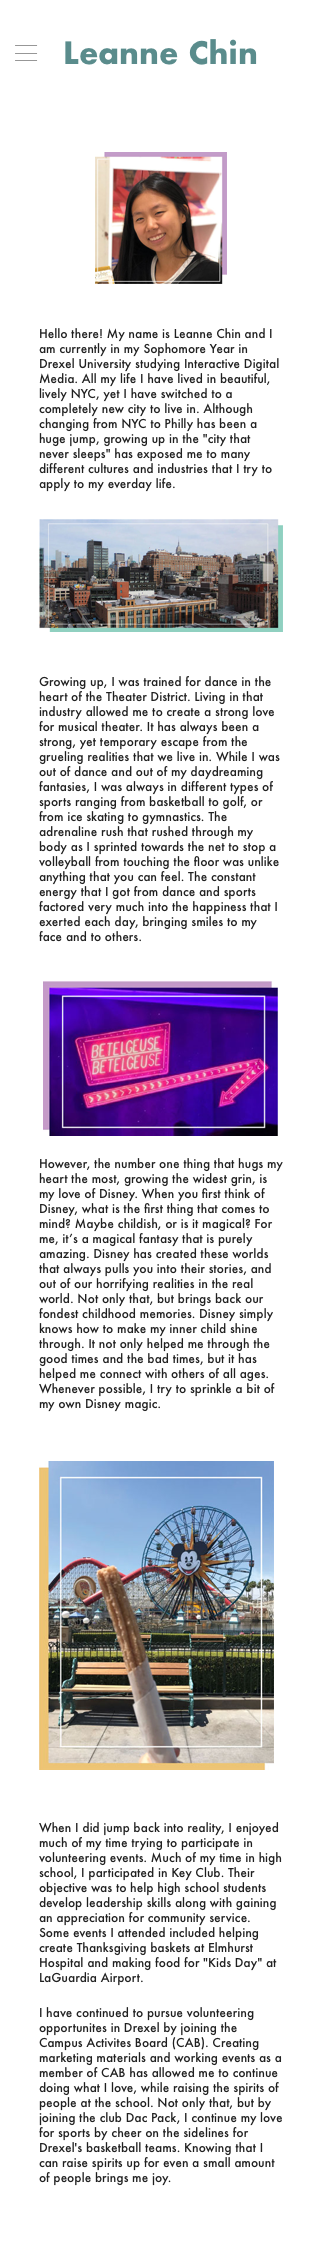 Leanne Chin
Hello there! My name is Leanne Chin and I
am currently in my Sophomore Year in
Drexel University studying Interactive Digital
Media. All my life I have lived in beautiful,
lively NYC, yet I have switched to a
completely new city to live in. Although
changing from NYC to Philly has been a
huge jump, growing up in the "city that
never sleeps" has exposed me to many
different cultures and industries that I try to
apply to my everday life.
Growing up, I was trained for dance in the
heart of the Theater District. Living in that
industry allowed me to create a strong love
for musical theater. It has always been a
strong, yet temporary escape from the
grueling realities that we live in. While I was
out of dance and out of my daydreaming
fantasies, I was always in different types of
sports ranging from basketball to golf, or
from ice skating to gymnastics. The
adrenaline rush that rushed through my
body as I sprinted towards the net to stop a
volleyball from touching the floor was unlike
anything that you can feel. The constant
energy that I got from dance and sports
factored very much into the happiness that I
exerted each day, bringing smiles to my
face and to others.
BETELGEUSE
BETELGEUSE
However, the number one thing that hugs my
heart the most, growing the widest grin, is
my love of Disney. When you first think of
Disney, what is the first thing that comes to
mind? Maybe childish, or is it magical? For
me, it's a magical fantasy that is purely
amazing. Disney has created these worlds
that always pulls you into their stories, and
out of our horrifying realities in the real
world. Not only that, but brings back our
fondest childhood memories. Disney simply
knows how to make my inner child shine
through. It not only helped me through the
good times and the bad times, but it has
helped me connect with others of all ages.
Whenever possible, I try to sprinkle a bit of
my own Disney magic.
When I did jump back into reality, I enjoyed
much of my time trying to participate in
volunteering events. Much of my time in high
school, I participated in Key Club. Their
objective was to help high school students
develop leadership skills along with gaining
an appreciation for community service.
Some events I attended included helping
create Thanksgiving baskets at Elmhurst
Hospital and making food for "Kids Day" at
LaGuardia Airport.
I have continued to pursue volunteering
opportunites in Drexel by joining the
Campus Activites Board (CAB). Creating
marketing materials and working events as a
member of CAB has allowed me to continue
doing what I love, while raising the spirits of
people at the school. Not only that, but by
joining the club Dac Pack, I continue my love
for sports by cheer on the sidelines for
Drexel's basketball teams. Knowing that I
can raise spirits up for even a small amount
of people brings me joy.